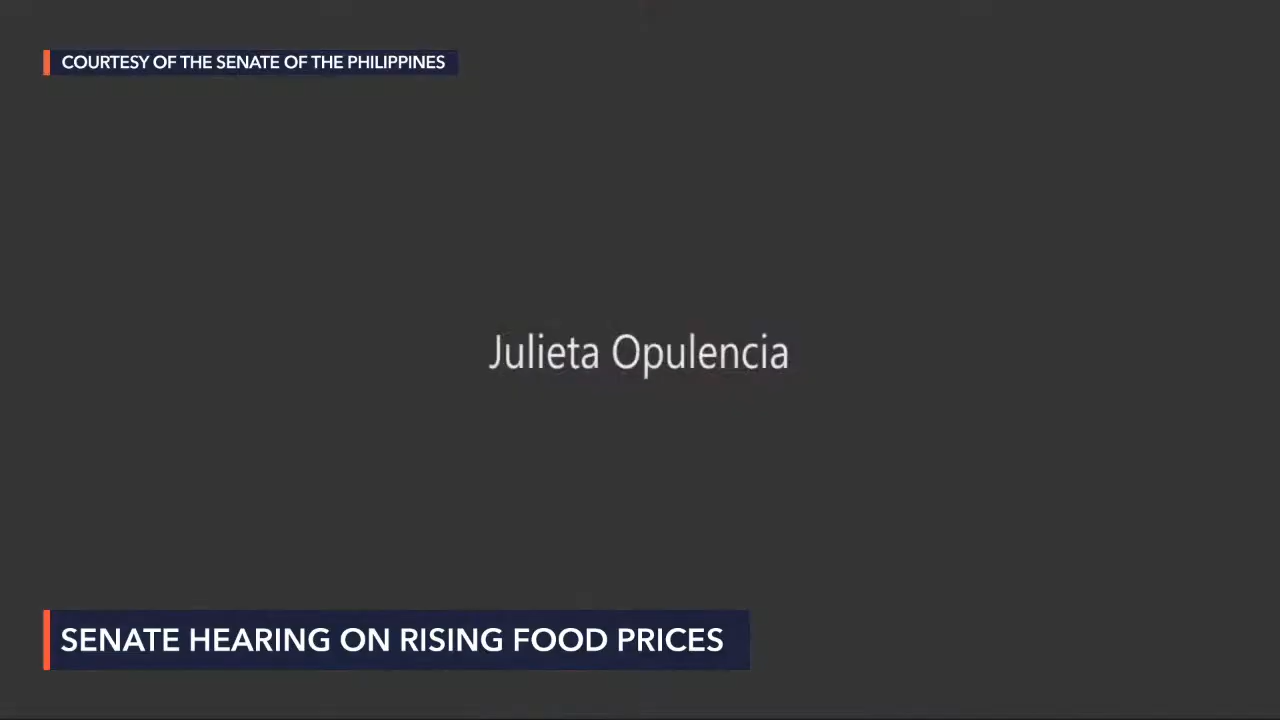 COURTESY OF THE SENATE OF THE PHILIPPINES
Julieta Opulencia
SENATE HEARING ON RISING FOOD PRICES